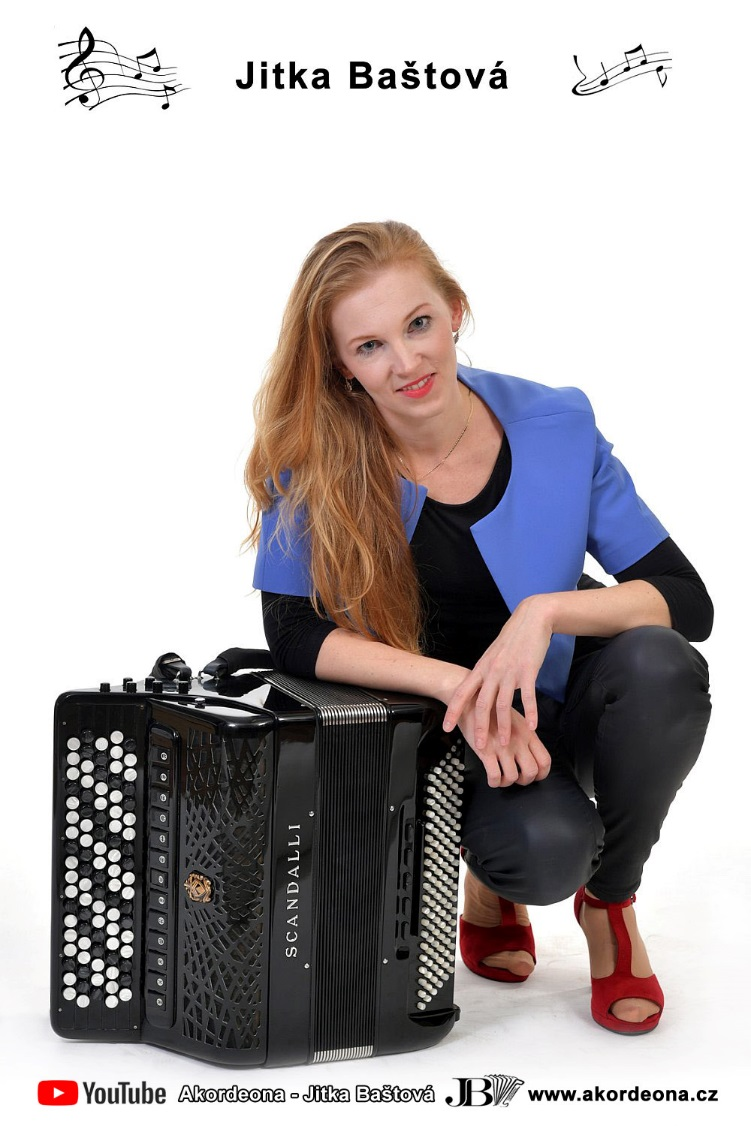 Jitka Baštová
SCANDALLI
YouTube Akordeona - Jitka Baštová JB www.akordeona.cz